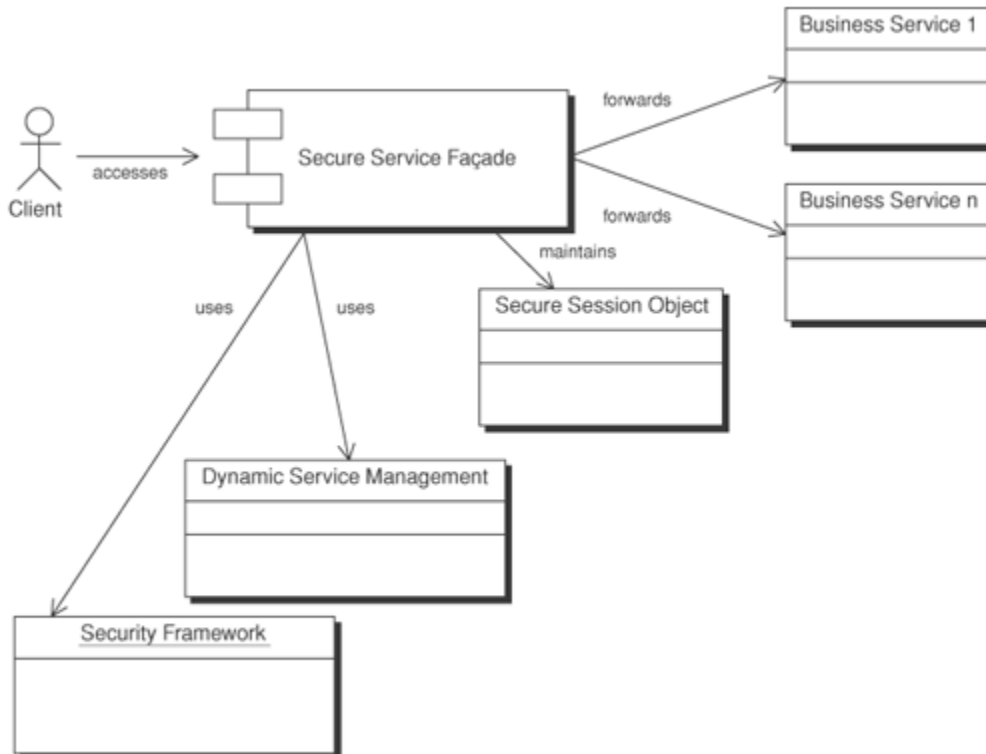 Business Service 1
forwards
Secure Service Façade
accesses
Client
Business Service n
forwards
maintains
uses
uses
Secure Session Object
Dynamic Service Management
Security Framework